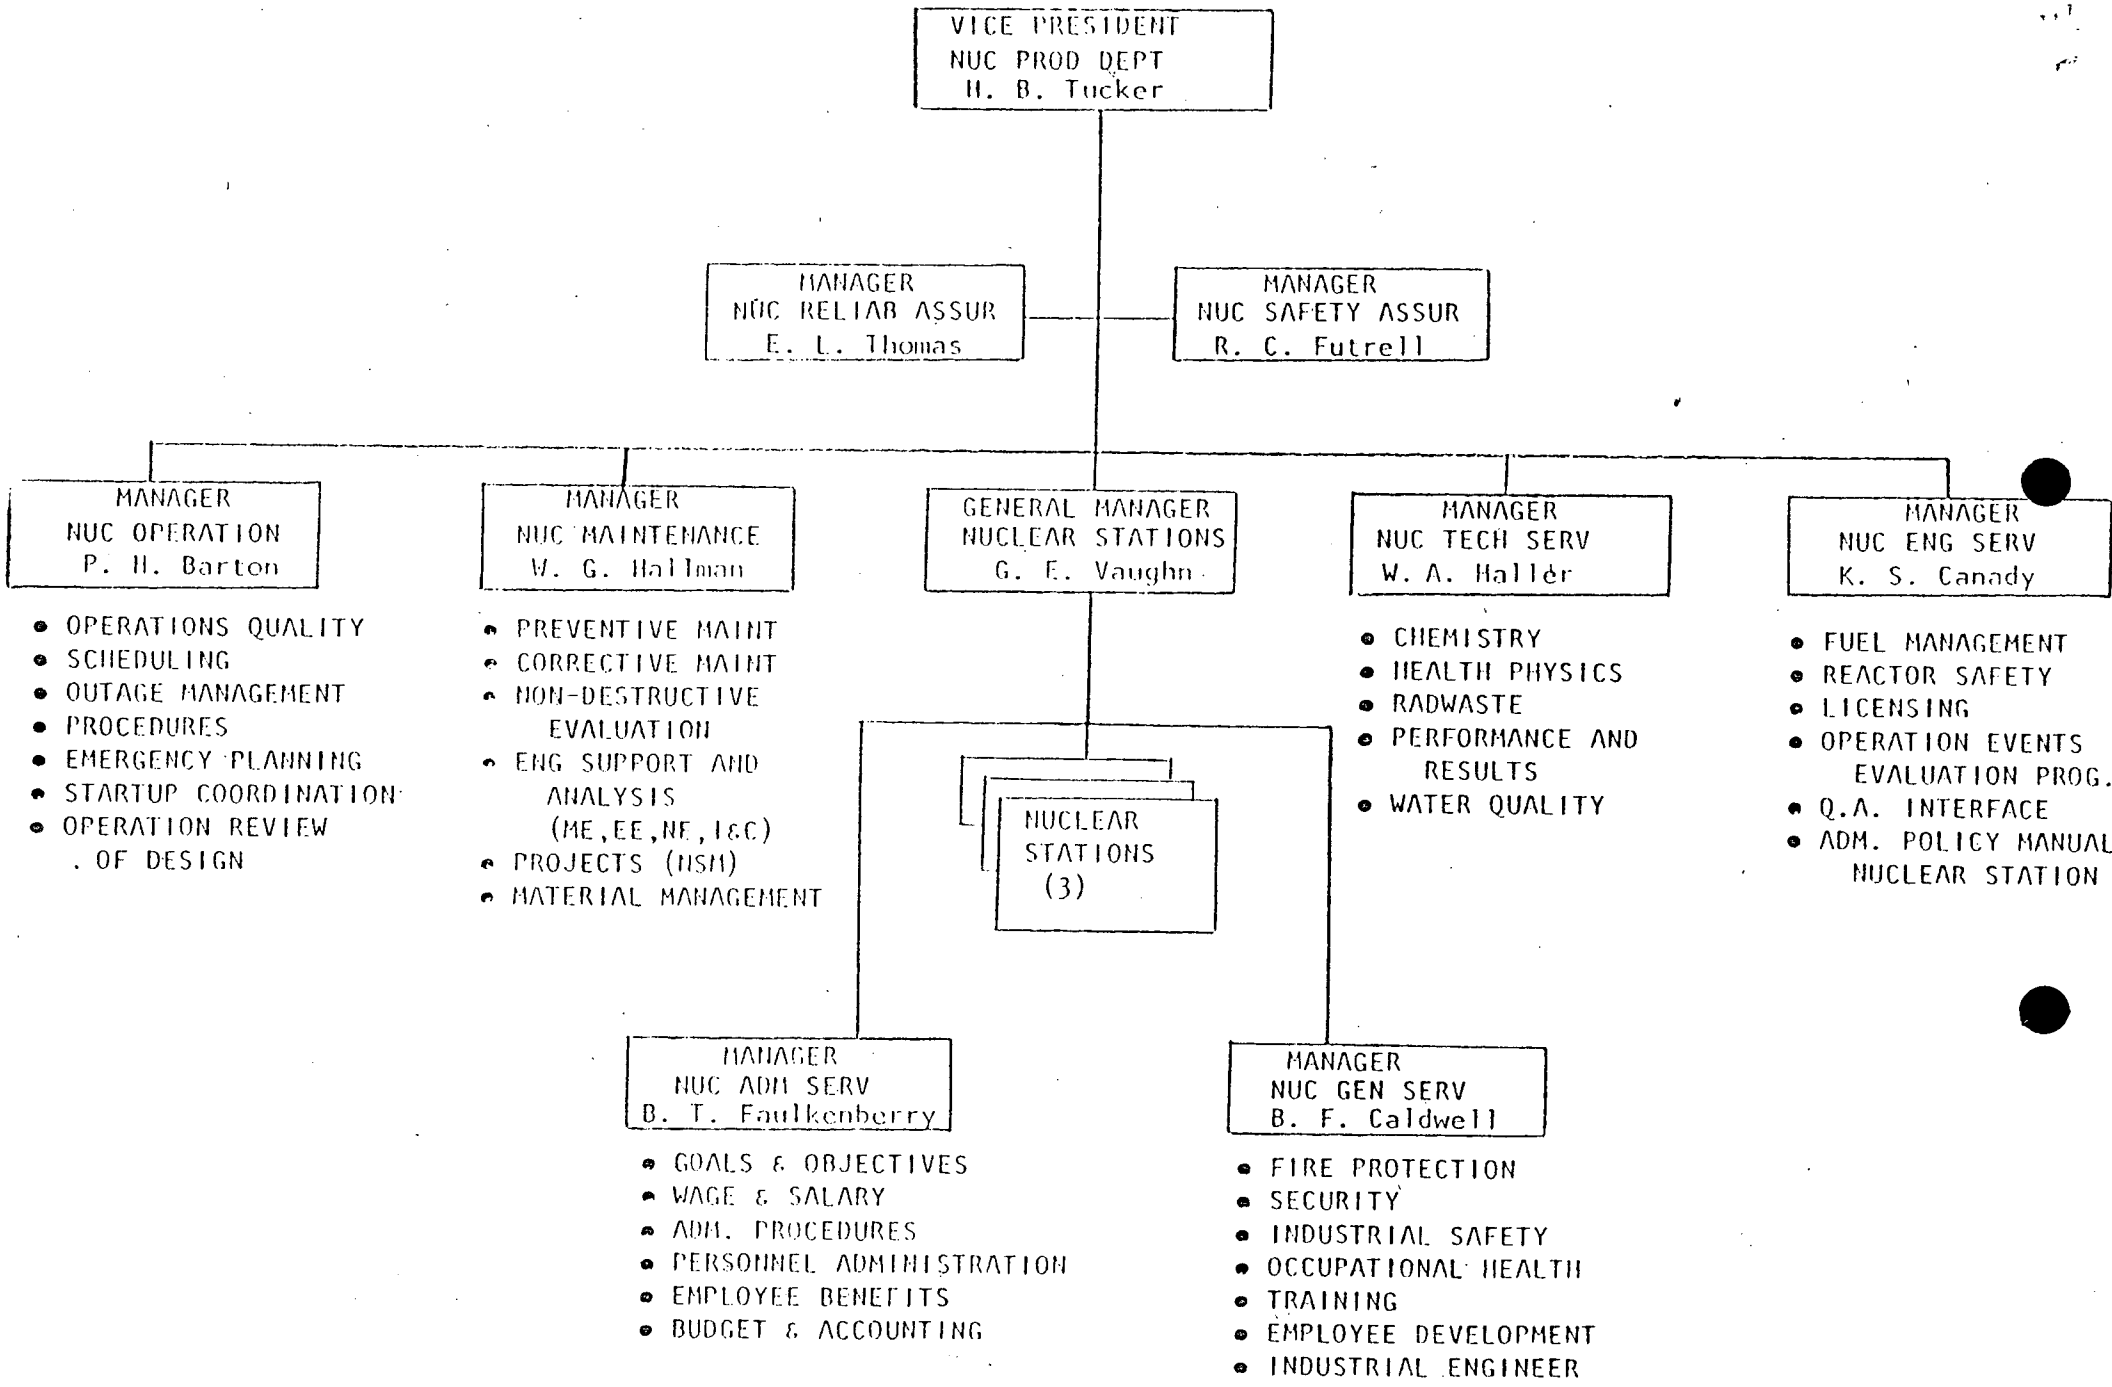 VICE PRESIDENT
NUC PROD DEPT
H. B. Tucker
MANAGER
NUC RELIAB ASSUR
E. L. Thomas
MANAGER
NUC SAFETY ASSUR
R. C. Futrell
MANAGER
NUC OPERATION
P. H. Barton
• OPERATIONS QUALITY
• SCHEDULING
• OUTAGE MANAGEMENT
• PROCEDURES
• EMERGENCY PLANNING
• STARTUP COORDINATION
• OPERATION REVIEW
OF DESIGN
MANAGER
NUC MAINTENANCE
W. G. Hallman
• PREVENTIVE MAINT
• CORRECTIVE MAINT
• NON-DESTRUCTIVE
EVALUATION
• ENG SUPPORT AND
ANALYSIS
(ME,EE,NE,I&C)
• PROJECTS (NSM)
• MATERIAL MANAGEMENT
GENERAL MANAGER
NUCLEAR STATIONS
G. E. Vaughn
NUCLEAR
STATIONS
(3)
MANAGER
NUC TECH SERV
W. A. Haller
• CHEMISTRY
• HEALTH PHYSICS
• RADWASTE
• PERFORMANCE AND
RESULTS
• WATER QUALITY
MANAGER
NUC ENG SERV
K. S. Canady
• FUEL MANAGEMENT
• REACTOR SAFETY
• LICENSING
• OPERATION EVENTS
EVALUATION PROG.
• Q.A. INTERFACE
• ADM. POLICY MANUAL
NUCLEAR STATION
MANAGER
NUC ADM SERV
B. T. Faulkenberry
• GOALS & OBJECTIVES
• WAGE & SALARY
• ADM. PROCEDURES
• PERSONNEL ADMINISTRATION
• EMPLOYEE BENEFITS
• BUDGET & ACCOUNTING
MANAGER
NUC GEN SERV
B. F. Caldwell
• FIRE PROTECTION
• SECURITY
• INDUSTRIAL SAFETY
• OCCUPATIONAL HEALTH
• TRAINING
• EMPLOYEE DEVELOPMENT
• INDUSTRIAL ENGINEER